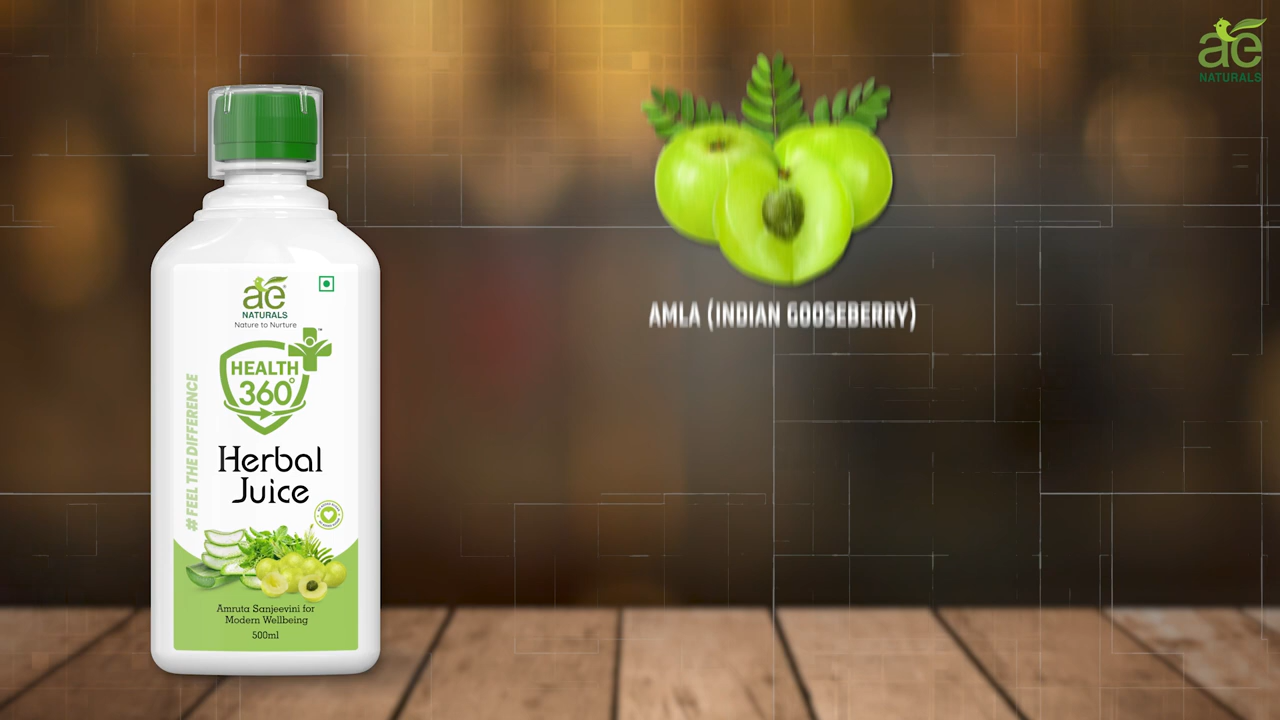 ae
NATURALS
Nature to Nurture
HEALTH
360°
#FEEL THE DIFFERENCE
Herbal
Juice
Amruta Sanjeevini for
Modern Wellbeing
500ml
AMLA (INDIAN GOOSEBERRY)
ae
NATURALS